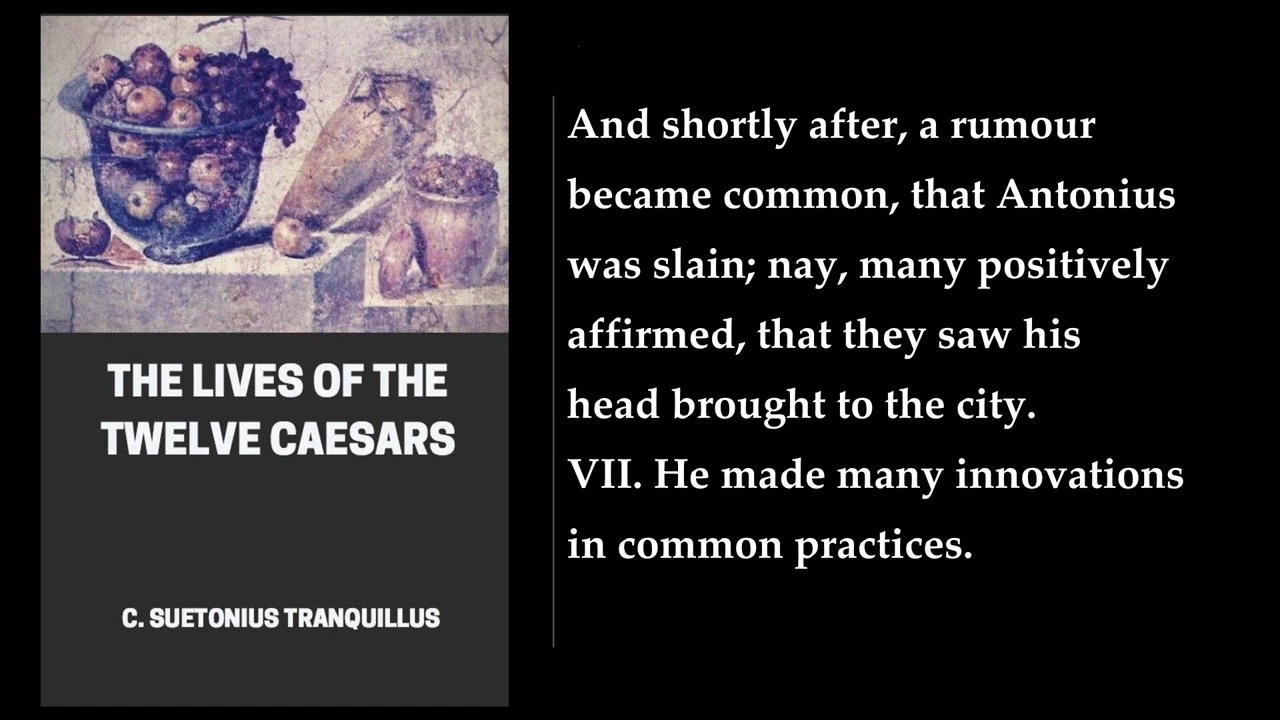 THE LIVES OF THE
TWELVE CAESARS
C. SUETONIUS TRANQUILLUS
And shortly after, a rumour
became common, that Antonius
was slain; nay, many positively
affirmed, that they saw his
head brought to the city.
VII. He made many innovations
in common practices.